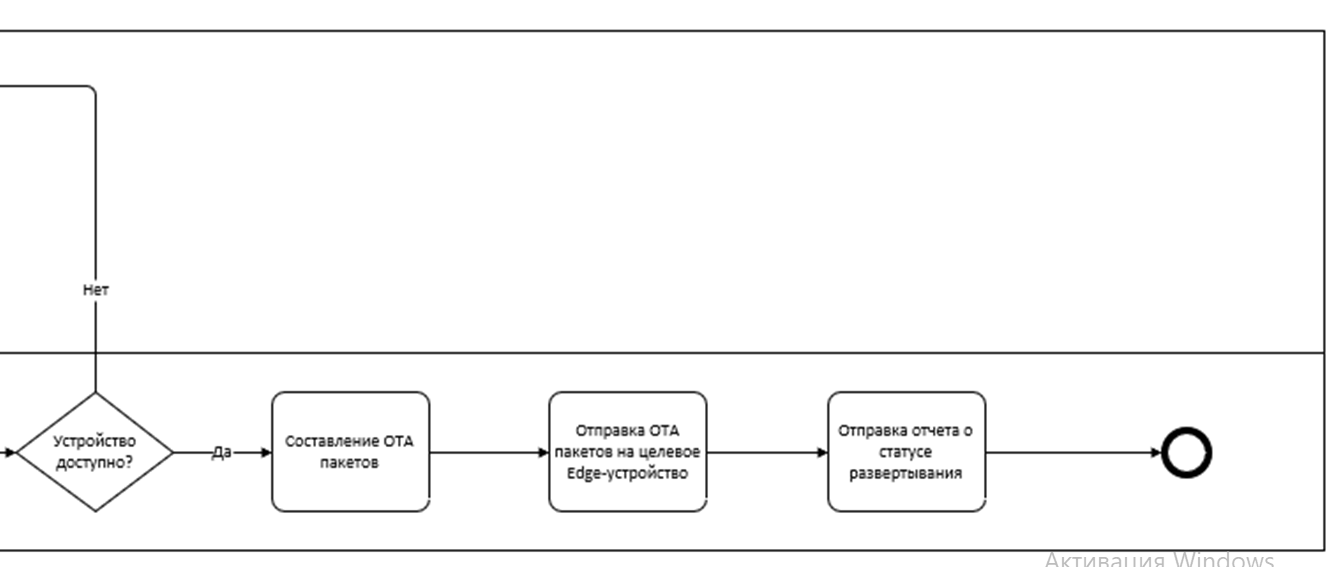 Нет
Устройство
доступно?
Да
Составление ОТА
пакетов
Отправка ОТА
пакетов на целевое
Edge-устройство
Отправка отчета о
статусе
развертывания
Активация Windows